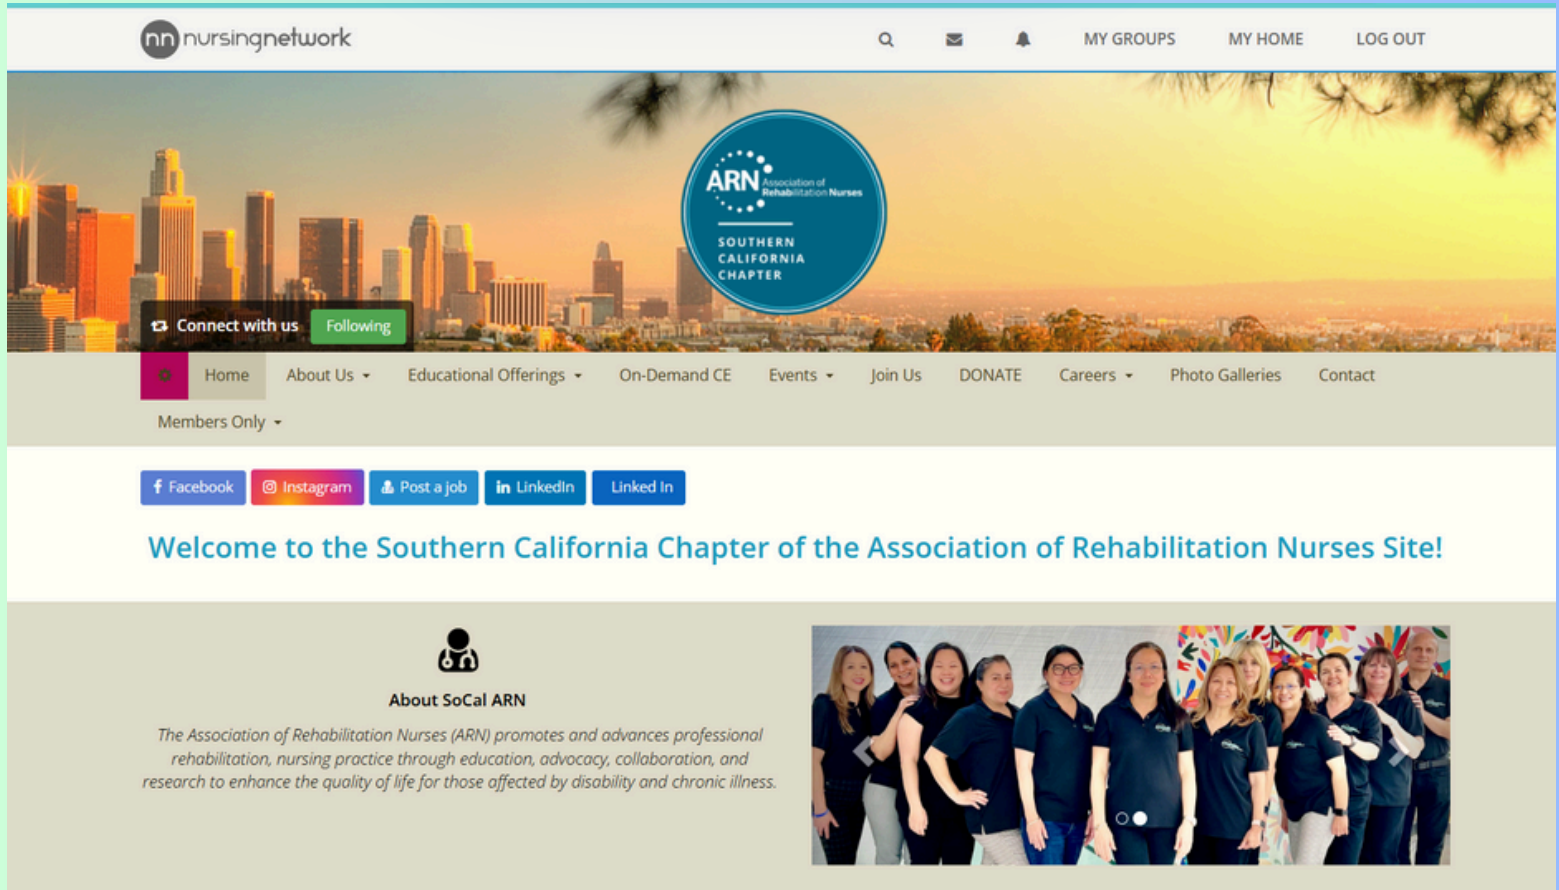 nn nursingnetwork
MY GROUPS MY HOME LOG OUT
ARN Association of
Rehabilitation Nurses
SOUTHERN
CALIFORNIA
CHAPTER
Connect with us Following
Home About Us Educational Offerings On-Demand CE Events Join Us DONATE Careers Photo Galleries Contact
Members Only
Facebook Instagram Post a job LinkedIn Linked In
Welcome to the Southern California Chapter of the Association of Rehabilitation Nurses Site!
About SoCal ARN
The Association of Rehabilitation Nurses (ARN) promotes and advances professional
rehabilitation, nursing practice through education, advocacy, collaboration, and
research to enhance the quality of life for those affected by disability and chronic illness.